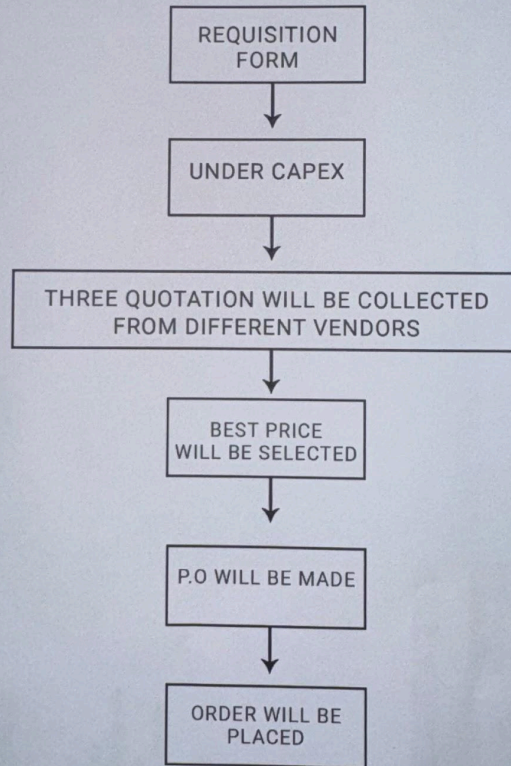 REQUISITION
FORM
UNDER CAPEX
THREE QUOTATION WILL BE COLLECTED
FROM DIFFERENT VENDORS
BEST PRICE
WILL BE SELECTED
P.O WILL BE MADE
ORDER WILL BE
PLACED